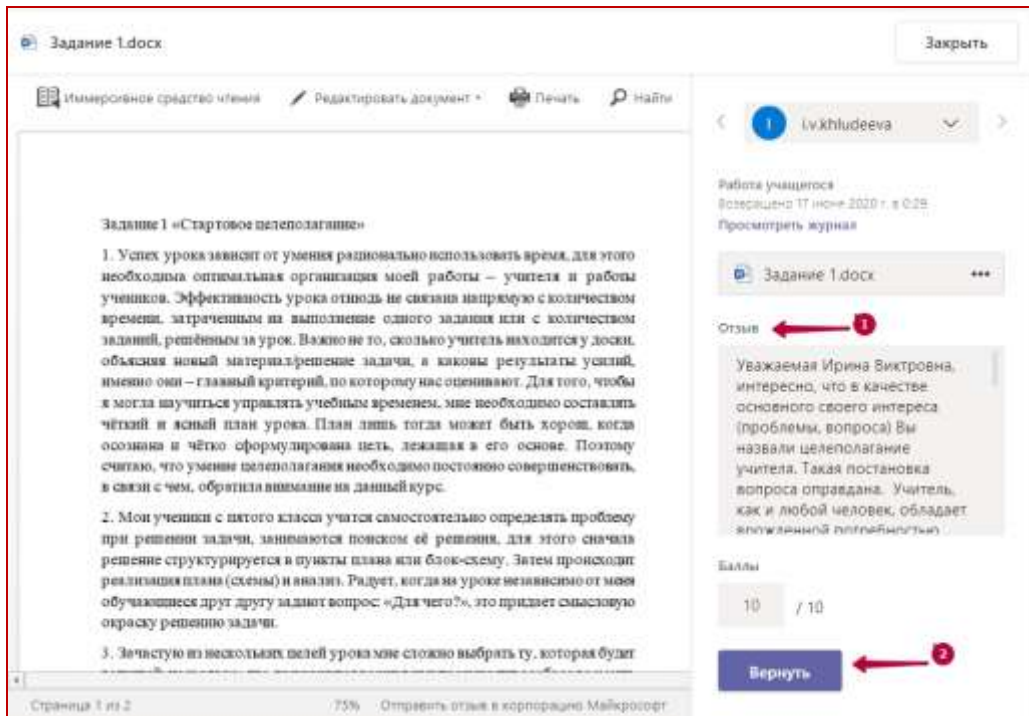 Задание 1.docx
Закрыть
Иммерсивное средство чтения
Редактировать документ
Печать
Найти
i.v.khludeeva
Работа учащегося
Возвращено 17 июня 2020 г. в 0:29
Просмотреть журнал
Задание 1.docx
Отзыв
1
Уважаемая Ирина Виктровна,
интересно, что в качестве
основного своего интереса
(проблемы, вопроса) Вы
назвали целеполагание
учителя. Такая постановка
вопроса оправдана. Учитель,
как и любой человек, обладает
врожденной потребностью
Баллы
10 / 10
Вернуть
2
Задание 1 «Стартовое целеполагание»
1. Успех урока зависит от умения рационально использовать время, для этого
необходима оптимальная организация моей работы – учителя и работы
учеников. Эффективность урока отнюдь не связана напрямую с количеством
времени, затраченным на выполнение одного задания или с количеством
заданий, решённым за урок. Важно не то, сколько учитель находится у доски,
объясняя новый материал/решение задачи, а каковы результаты усилий,
именно они – главный критерий, по которому нас оценивают. Для того, чтобы
я могла научиться управлять учебным временем, мне необходимо составлять
чёткий и ясный план урока. План лишь тогда может быть хорош, когда
осознана и чётко сформулирована цель, лежащая в его основе. Поэтому
считаю, что умение целеполагания необходимо постоянно совершенствовать,
в связи с чем, обратила внимание на данный курс.
2. Мои ученики с пятого класса учатся самостоятельно определять проблему
при решении задачи, занимаются поиском её решения, для этого сначала
решение структурируется в пункты плана или блок-схему. Затем происходит
реализация плана (схемы) и анализ. Радует, когда на уроке независимо от меня
обучающиеся друг другу задают вопрос: «Для чего?», это придает смысловую
окраску решению задачи.
3. Зачастую из нескольких целей урока мне сложно выбрать ту, которая будет
Страница 1 из 2
75%
Отправить отзыв в корпорацию Майкрософт